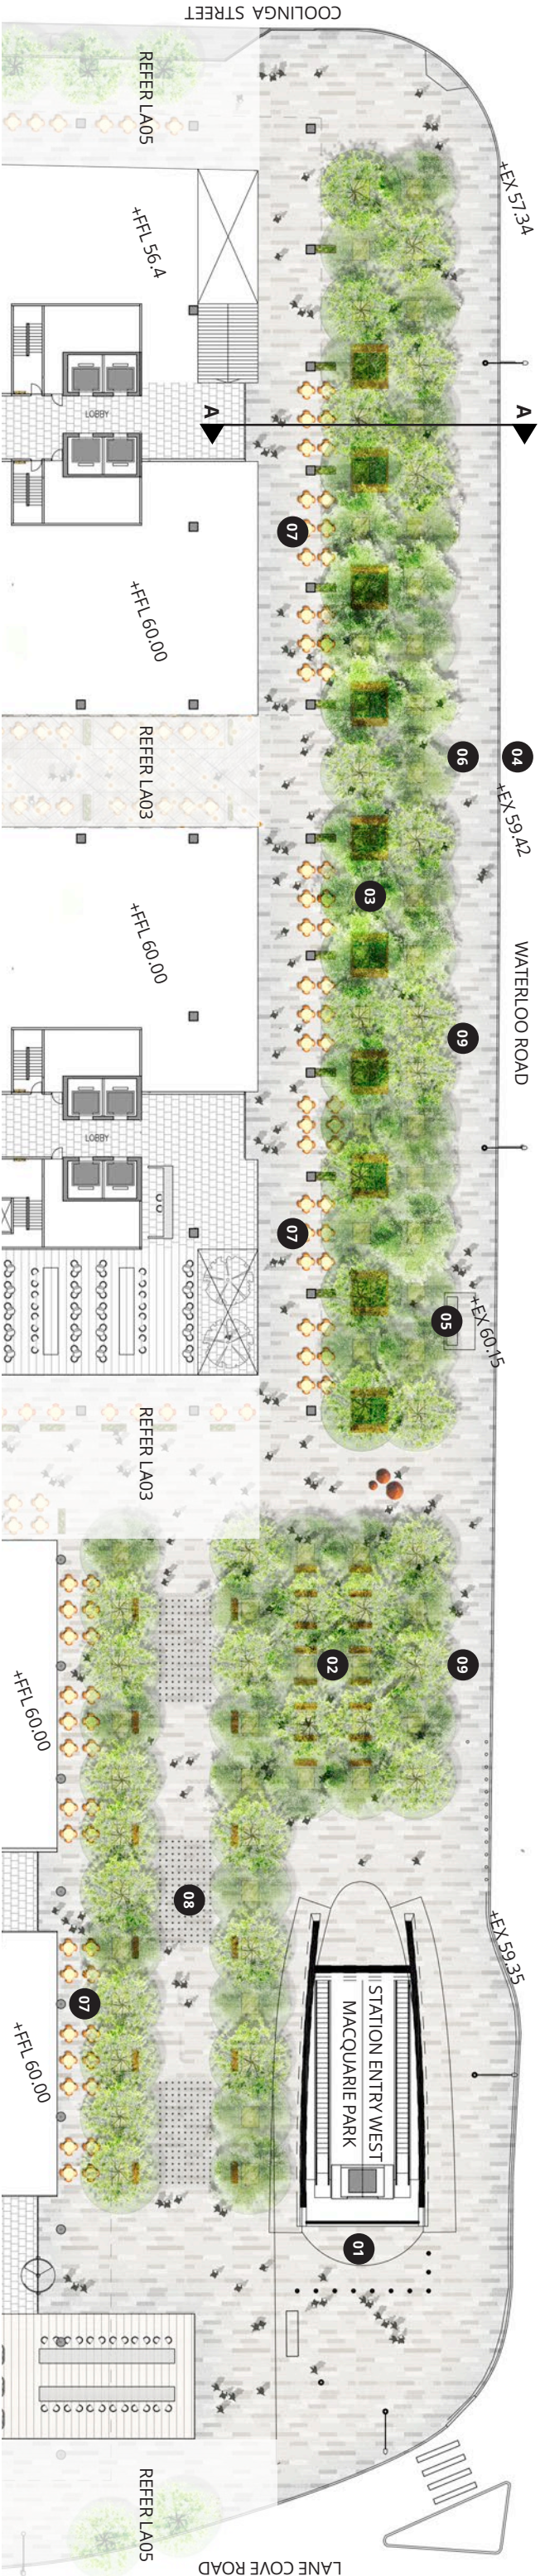 COOLINGA STREET
REFER LA05
+EX 57.34
+FFL 56.4
LOBBY
A
A
07
+FFL 60.00
REFER LA03
06
04
+EX 59.42
03
+FFL 60.00
WATERLOO ROAD
09
LOBBY
07
05
+EX 60.15
REFER LA03
02
09
+FFL 60.00
08
+EX 59.35
07
+FFL 60.00
STATION ENTRY WEST
MACQUARIE PARK
01
REFER LA05
LANE COVE ROAD